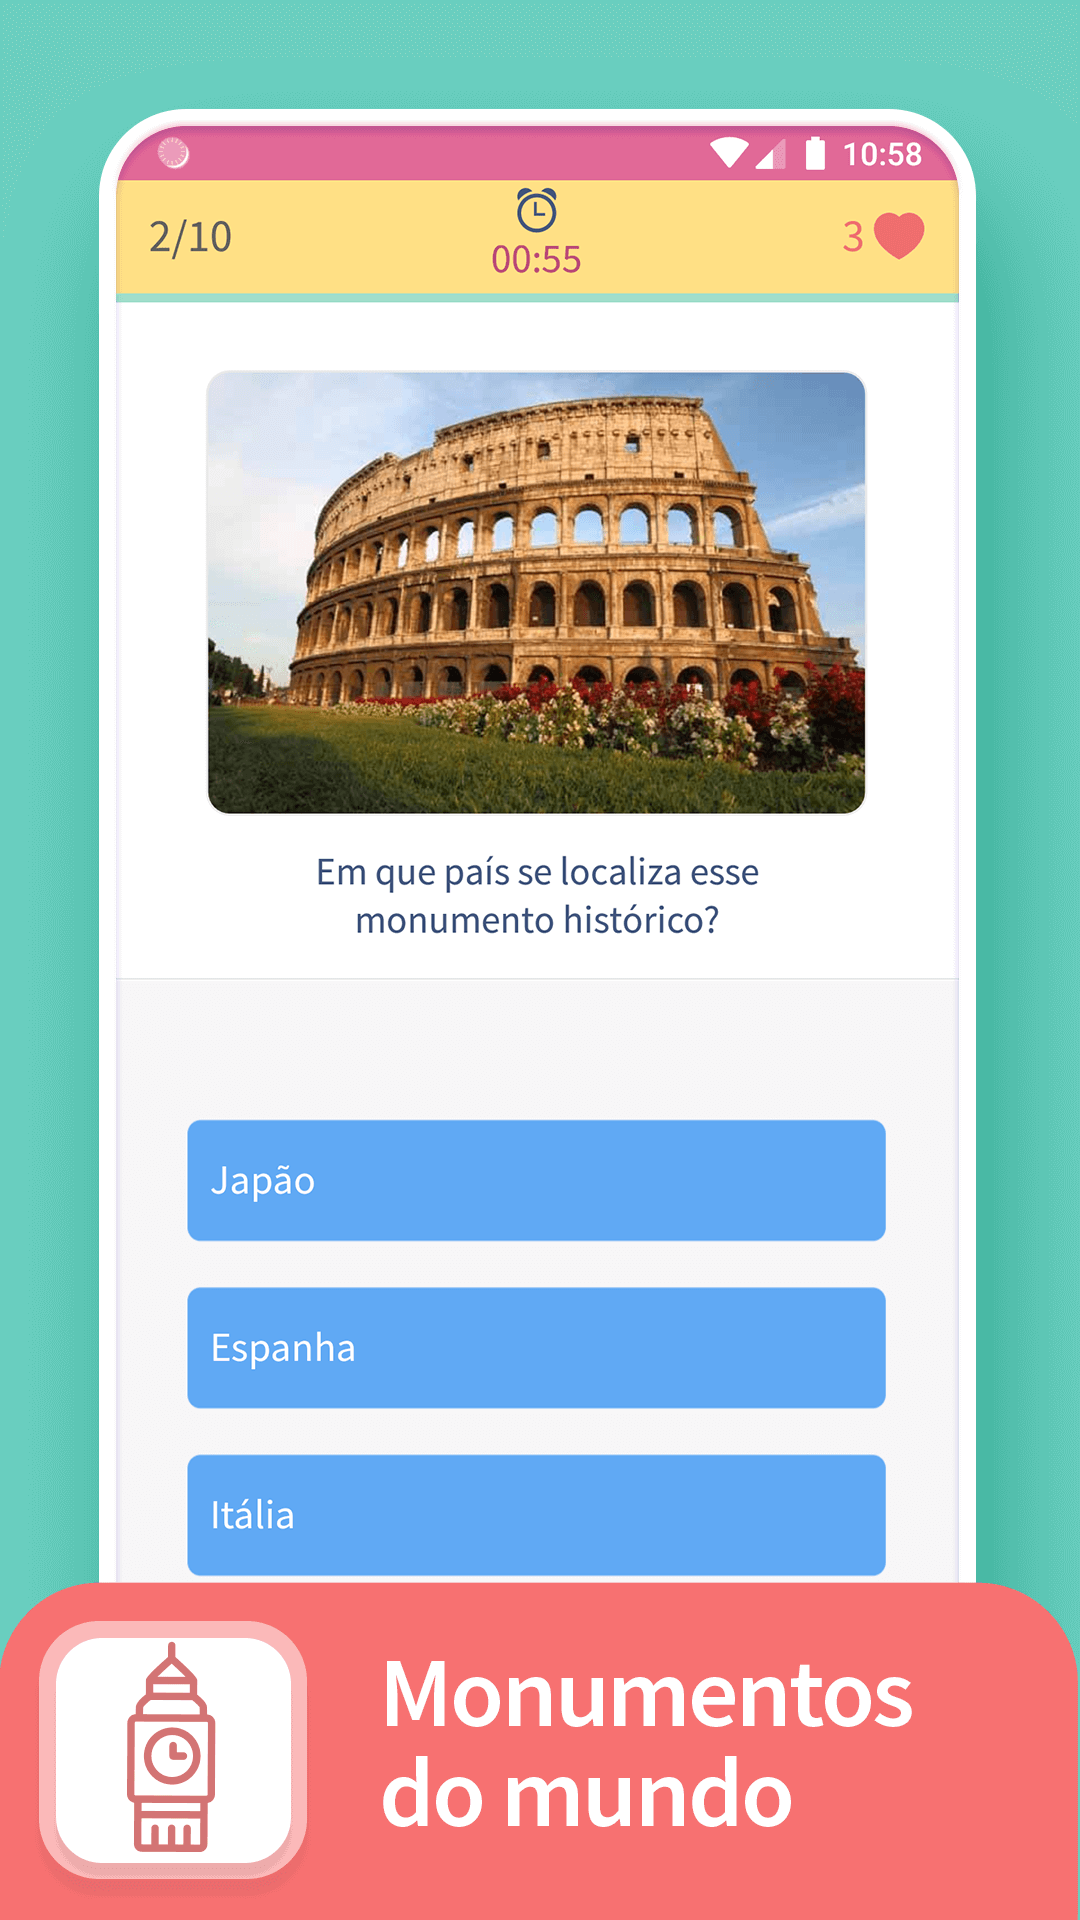 10:58
2/10
00:55
3
Em que país se localiza esse
monumento histórico?
Japão
Espanha
Itália
Monumentos
do mundo